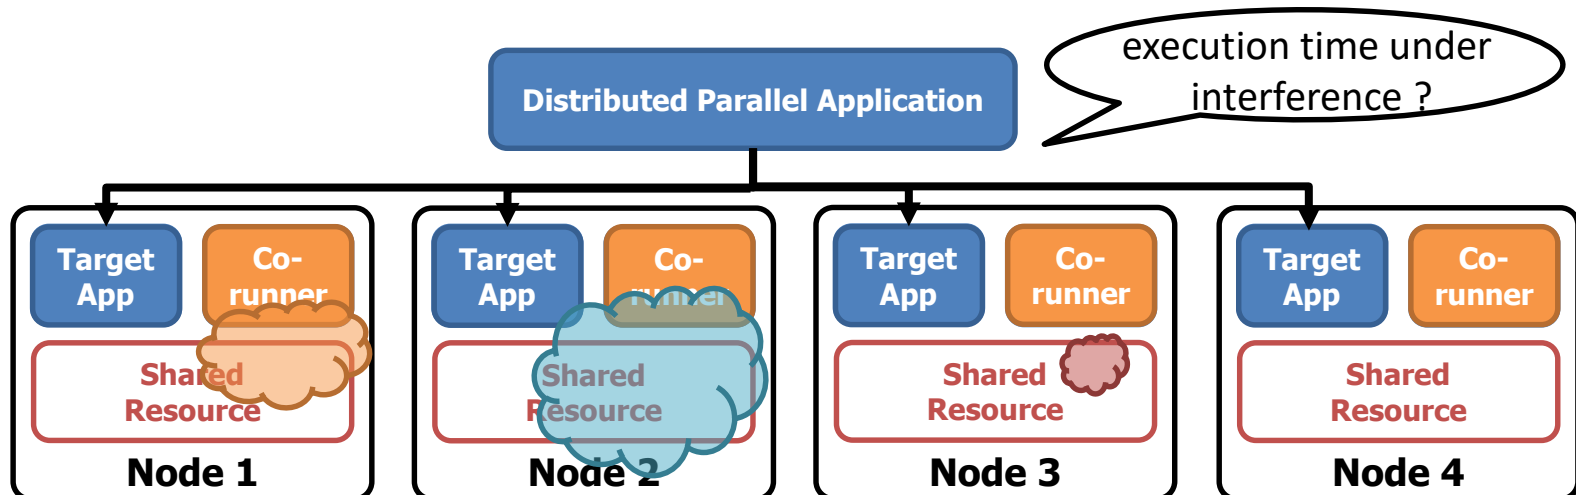 execution time under
interference ?
Distributed Parallel Application
Target
App
Co-
runner
Shared
Resource
Node 1
Target
App
Co-
runner
Shared
Resource
Node 2
Target
App
Co-
runner
Shared
Resource
Node 3
Target
App
Co-
runner
Shared
Resource
Node 4